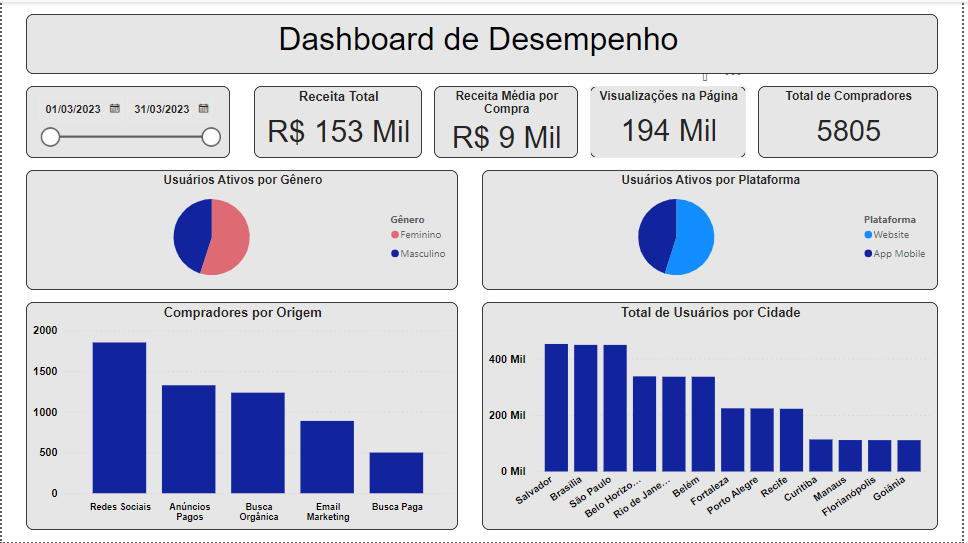 Dashboard de Desempenho
01/03/2023 31/03/2023
Receita Total
R$ 153 Mil
Receita Média por
Compra
R$ 9 Mil
Visualizações na Página
194 Mil
Total de Compradores
5805
Usuários Ativos por Gênero
Gênero
Feminino
Masculino
Usuários Ativos por Plataforma
Plataforma
Website
App Mobile
Compradores por Origem
2000
1500
1000
500
0
Redes Sociais
Anúncios
Pagos
Busca
Orgânica
Email
Marketing
Busca Paga
Total de Usuários por Cidade
400 Mil
200 Mil
0 Mil
Salvador
Brasília
São Paulo
Belo Horizo...
Rio de Jane...
Belém
Fortaleza
Porto Alegre
Recife
Curitiba
Manaus
Florianópolis
Goiânia